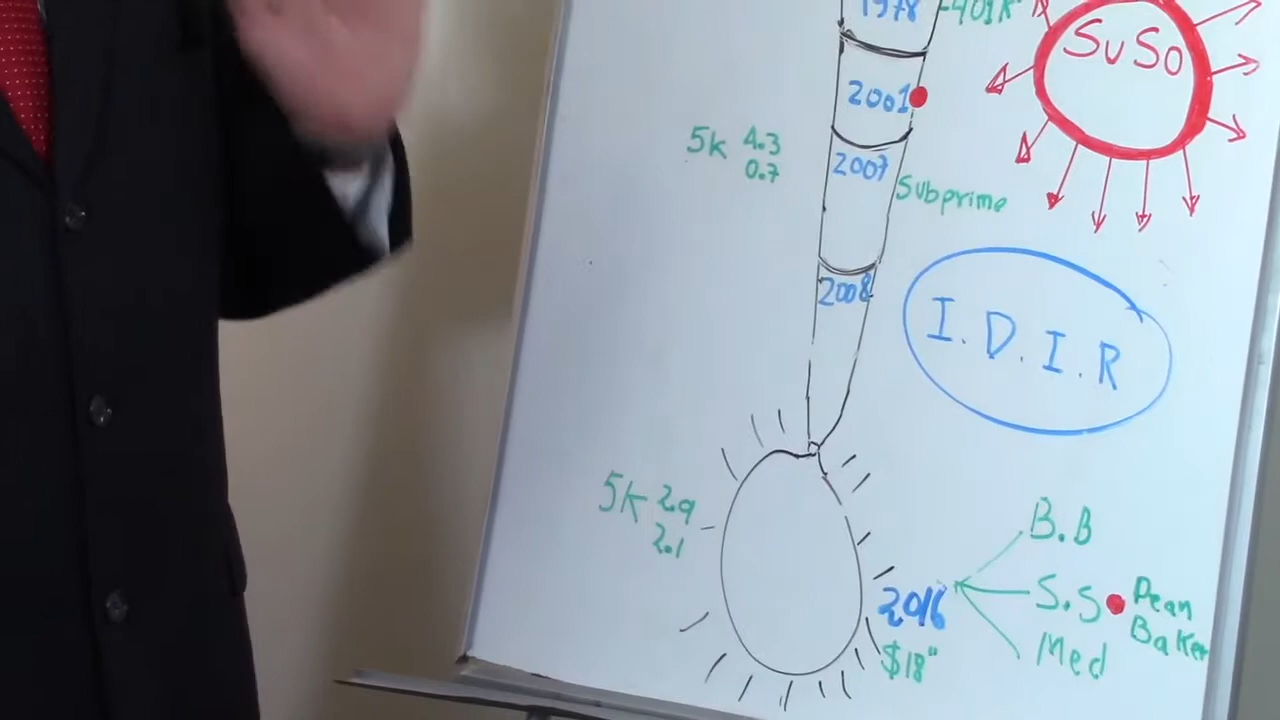 1978
-401K
SuSo
2001
5k 4.3
0.7
2007
Subprime
2008
I.D.I.R
5k 2.9
2.1
B.B
2016
S.S
Dean
Baker
Med
$18"